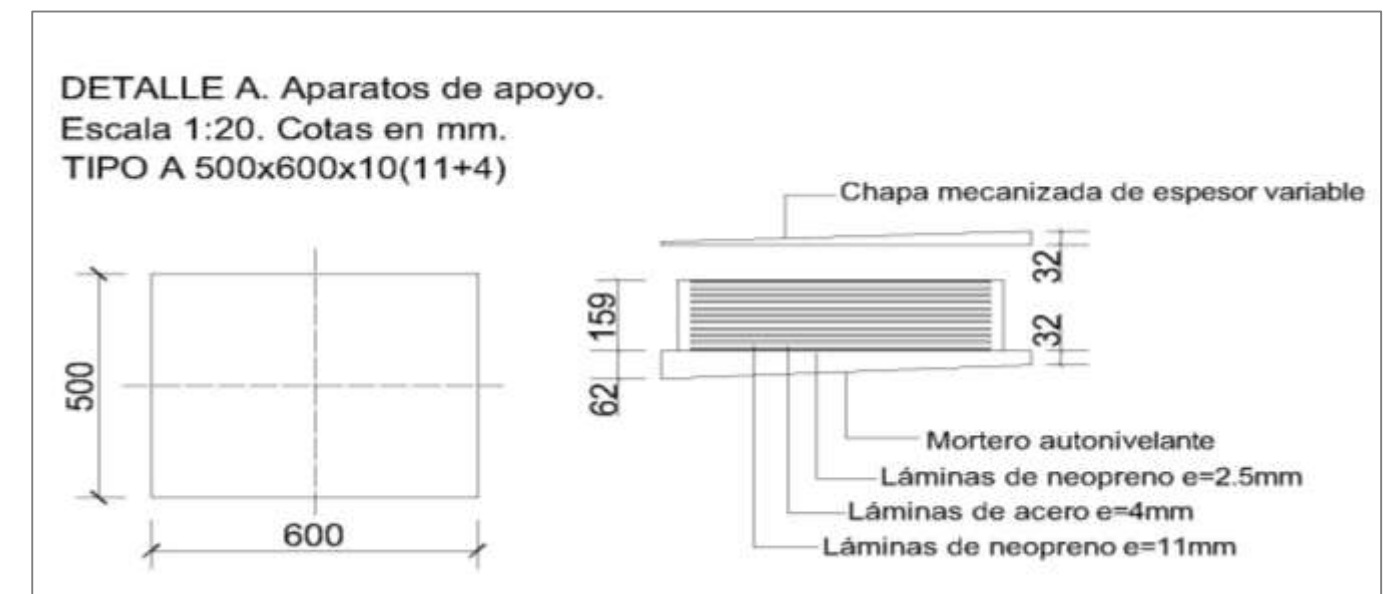 DETALLE A. Aparatos de apoyo.
Escala 1:20. Cotas en mm.
TIPO A 500x600x10(11+4)
Chapa mecanizada de espesor variable
32
159
32
500
62
Mortero autonivelante
Láminas de neopreno e=2.5mm
Láminas de acero e=4mm
600
Láminas de neopreno e=11mm